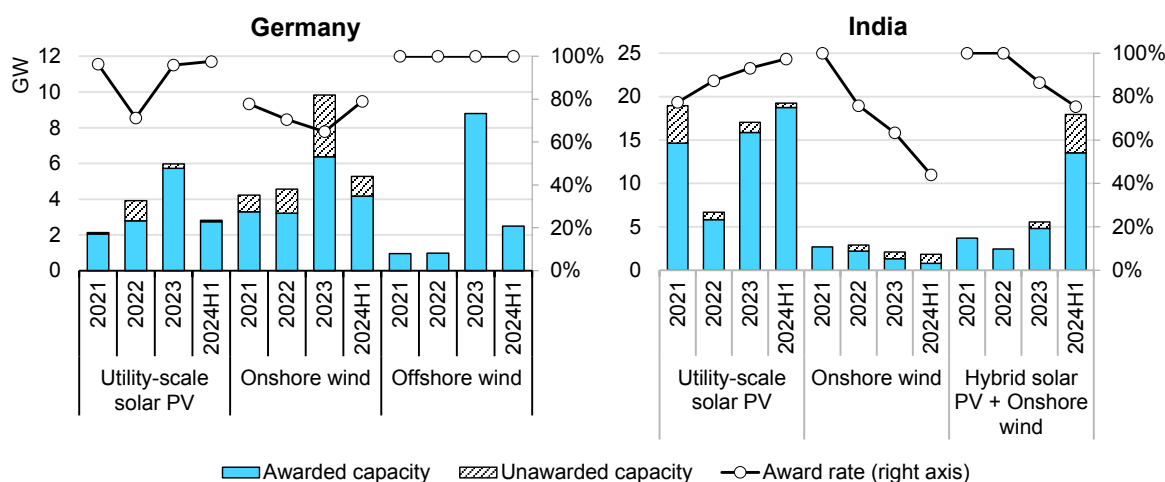 Germany
GW
12
10
8
6
4
2
0
100%
80%
60%
40%
20%
0%
2021
2022
2023
2024H1
2021
2022
2023
2024H1
2021
2022
2023
2024H1
Utility-scale
solar PV
Onshore wind
Offshore wind
India
25
20
15
10
5
0
100%
80%
60%
40%
20%
0%
2021
2022
2023
2024H1
2021
2022
2023
2024H1
2021
2022
2023
2024H1
Utility-scale
solar PV
Onshore wind
Hybrid solar
PV + Onshore
wind
Awarded capacity
Unawarded capacity
Award rate (right axis)